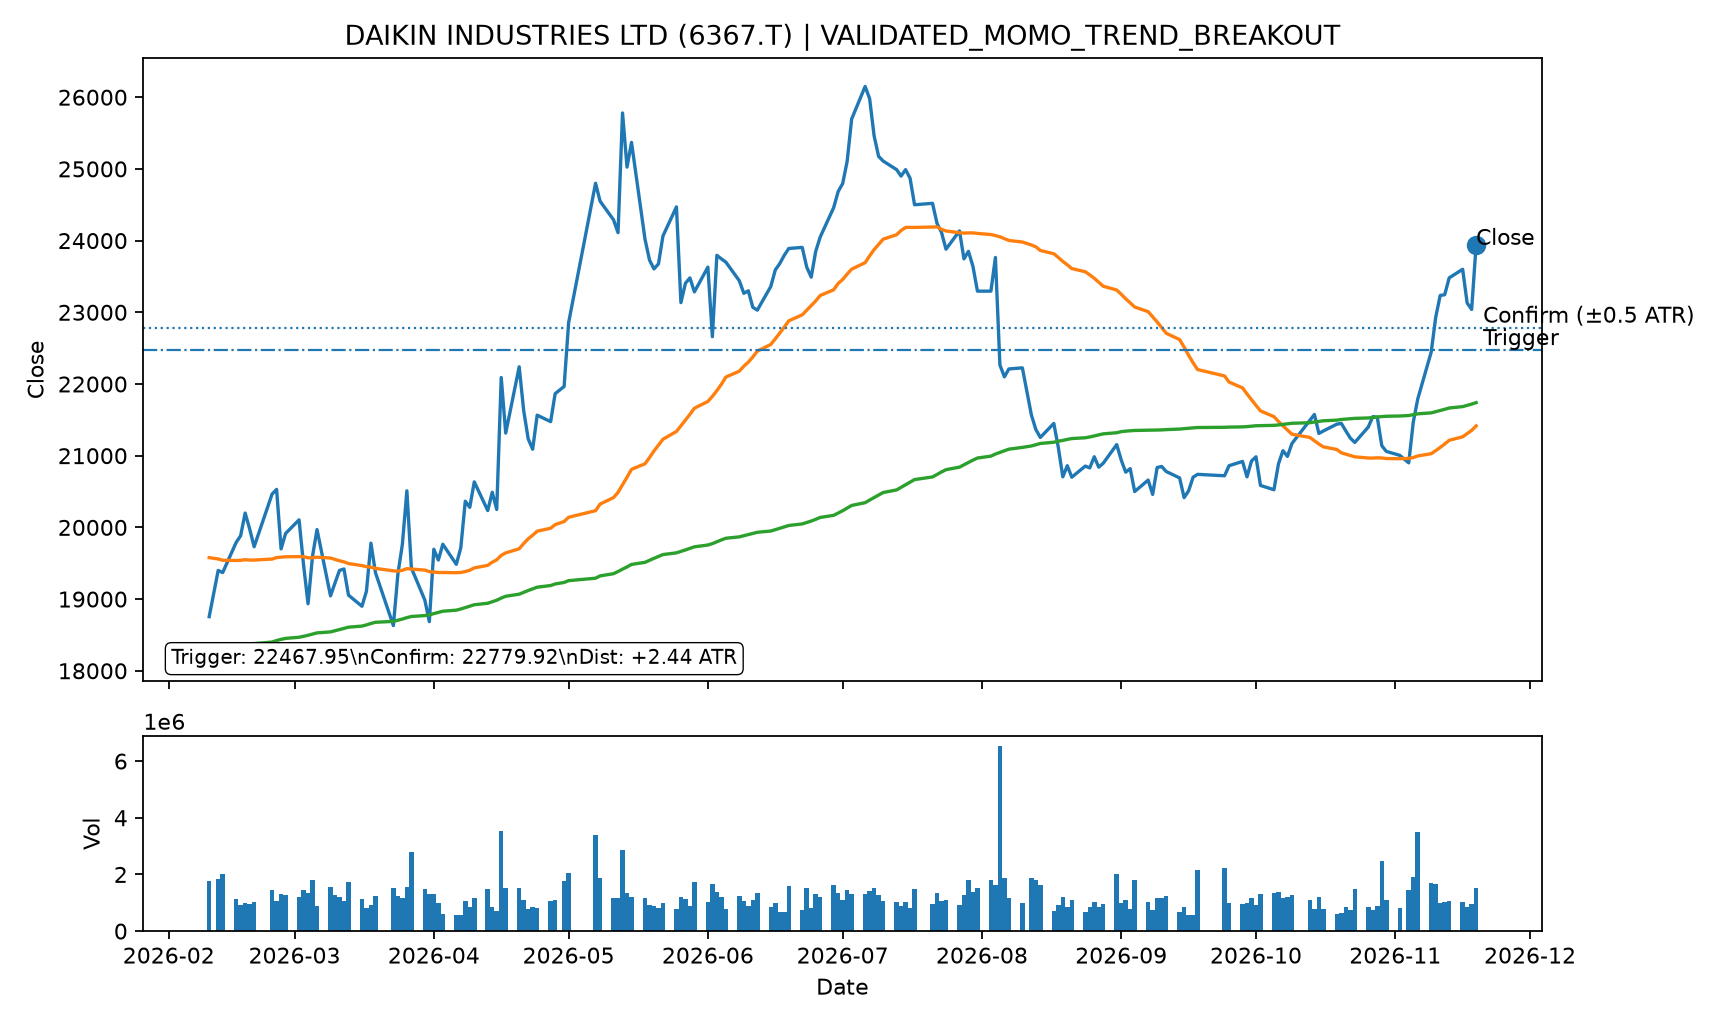 DAIKIN INDUSTRIES LTD (6367.T) | VALIDATED_MOMO_TREND_BREAKOUT
Close
26000
25000
24000
23000
22000
21000
20000
19000
18000
Close
Confirm (±0.5 ATR)
Trigger
Trigger: 22467.95\nConfirm: 22779.92\nDist: +2.44 ATR
1e6
Vol
6
4
2
0
2026-02 2026-03 2026-04 2026-05 2026-06 2026-07 2026-08 2026-09 2026-10 2026-11 2026-12
Date